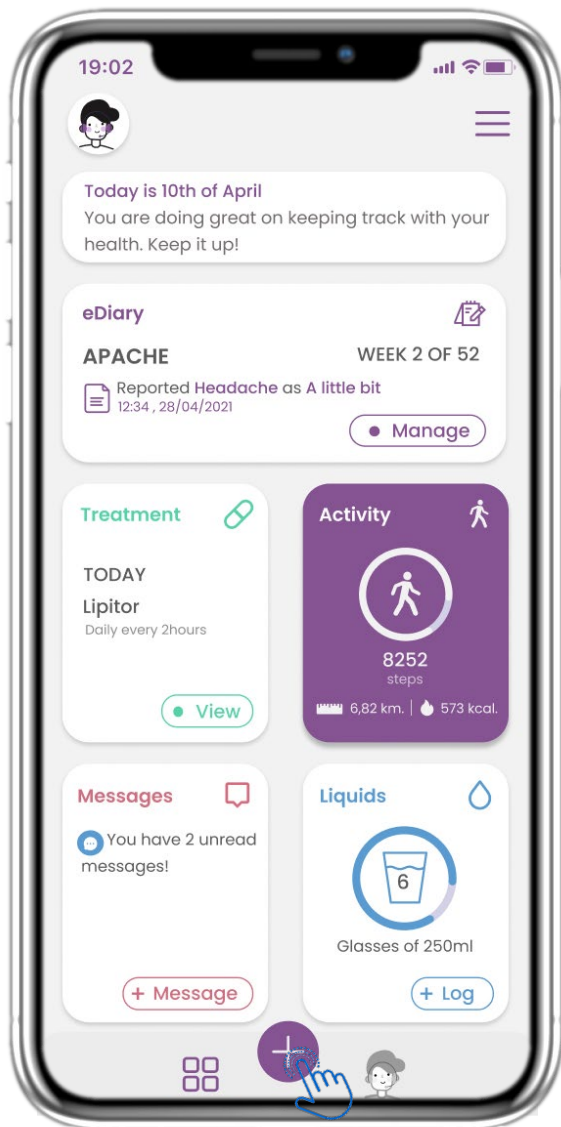 19:02
Today is 10th of April
You are doing great on keeping track with your
health. Keep it up!
eDiary
APACHE
WEEK 2 OF 52
Reported Headache as A little bit
12:34 , 28/04/2021
Manage
Treatment
TODAY
Lipitor
Daily every 2hours
View
Activity
8252
steps
6,82 km. | 573 kcal.
Messages
You have 2 unread
messages!
+ Message
Liquids
6
Glasses of 250ml
+ Log